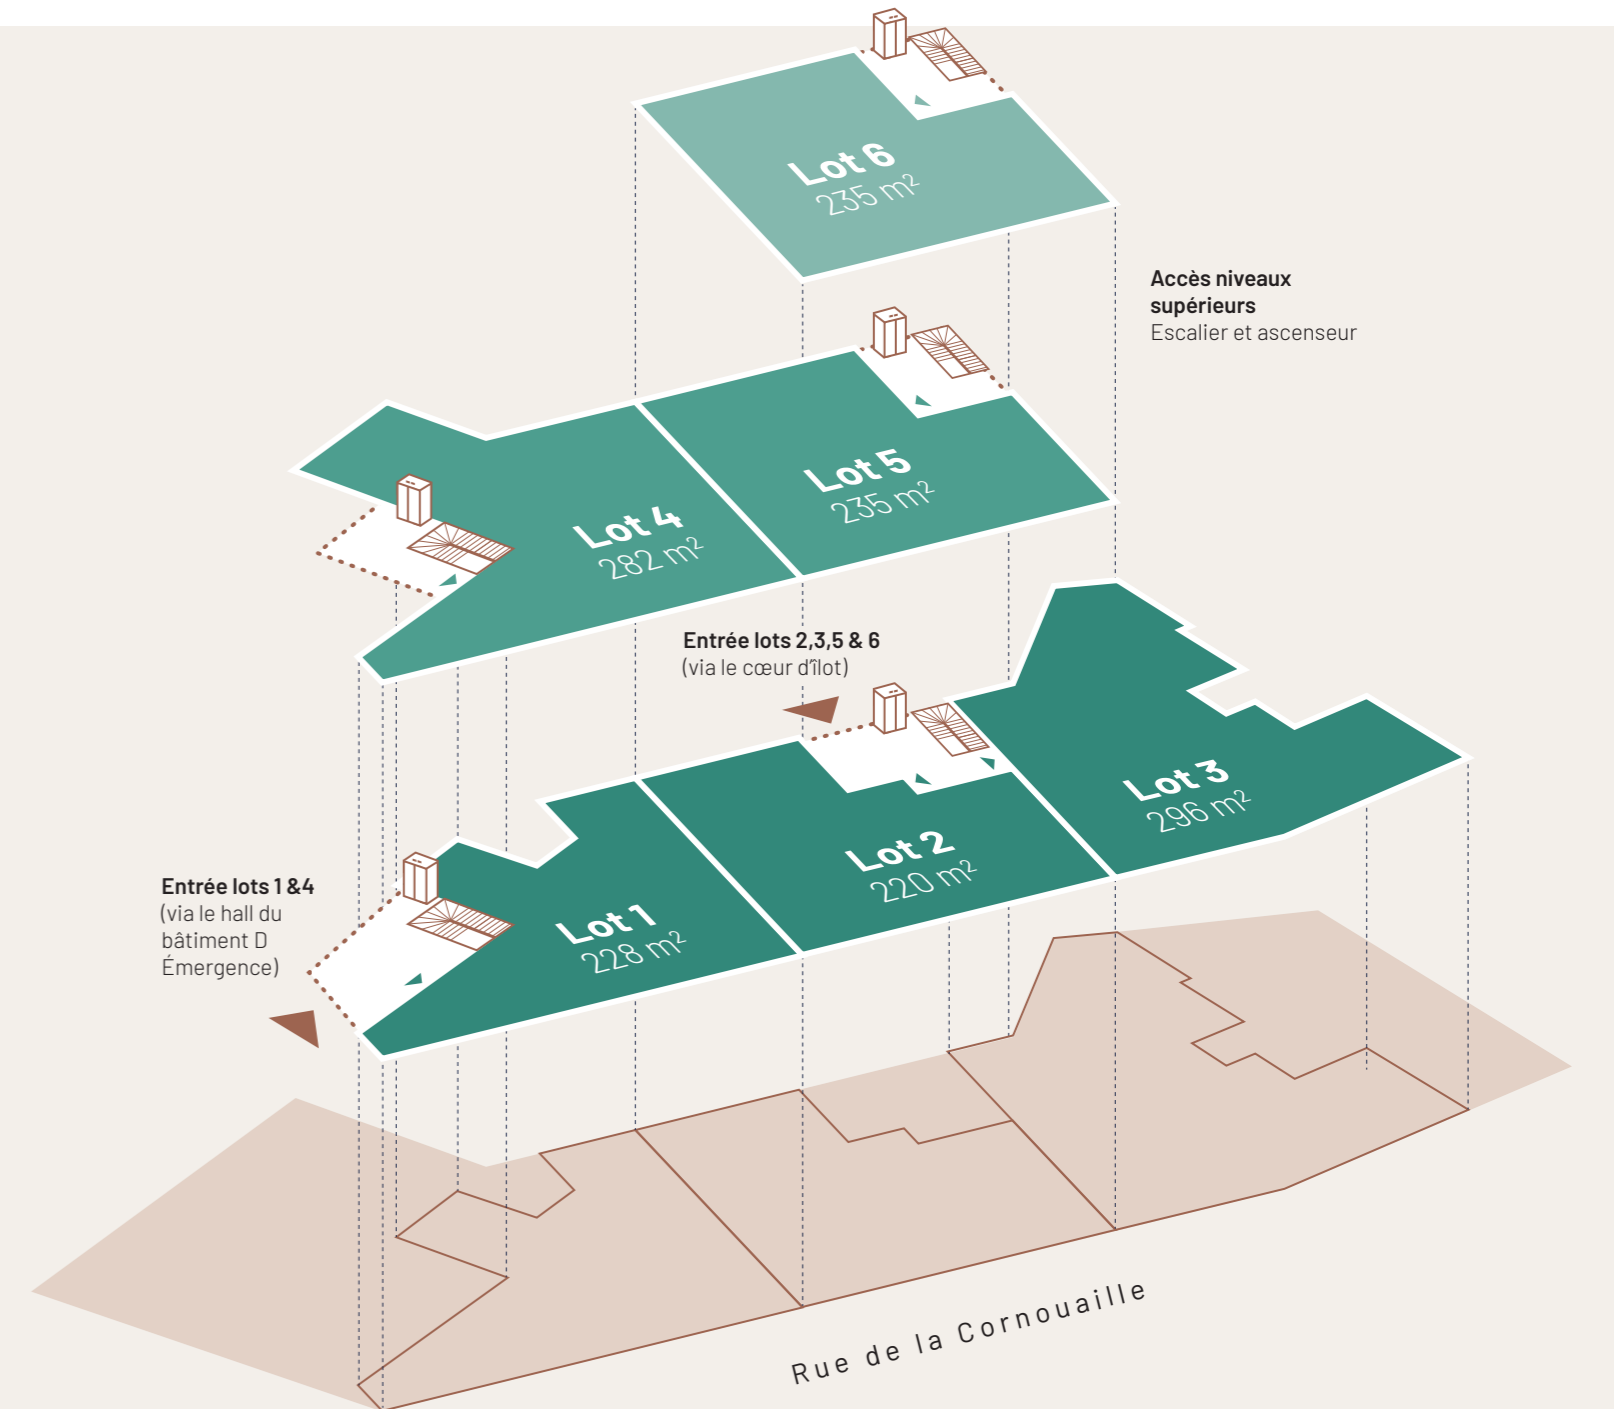 Lot 6
235 m²
Accès niveaux
supérieurs
Escalier et ascenseur
Lot 5
235 m²
Lot 4
282 m²
Entrée lots 2,3,5 & 6
(via le cœur d'îlot)
Lot 3
296 m²
Lot 2
220 m²
Entrée lots 1 &4
(via le hall du
bâtiment D
Émergence)
Lot 1
228 m²
Rue de la Cornouaille